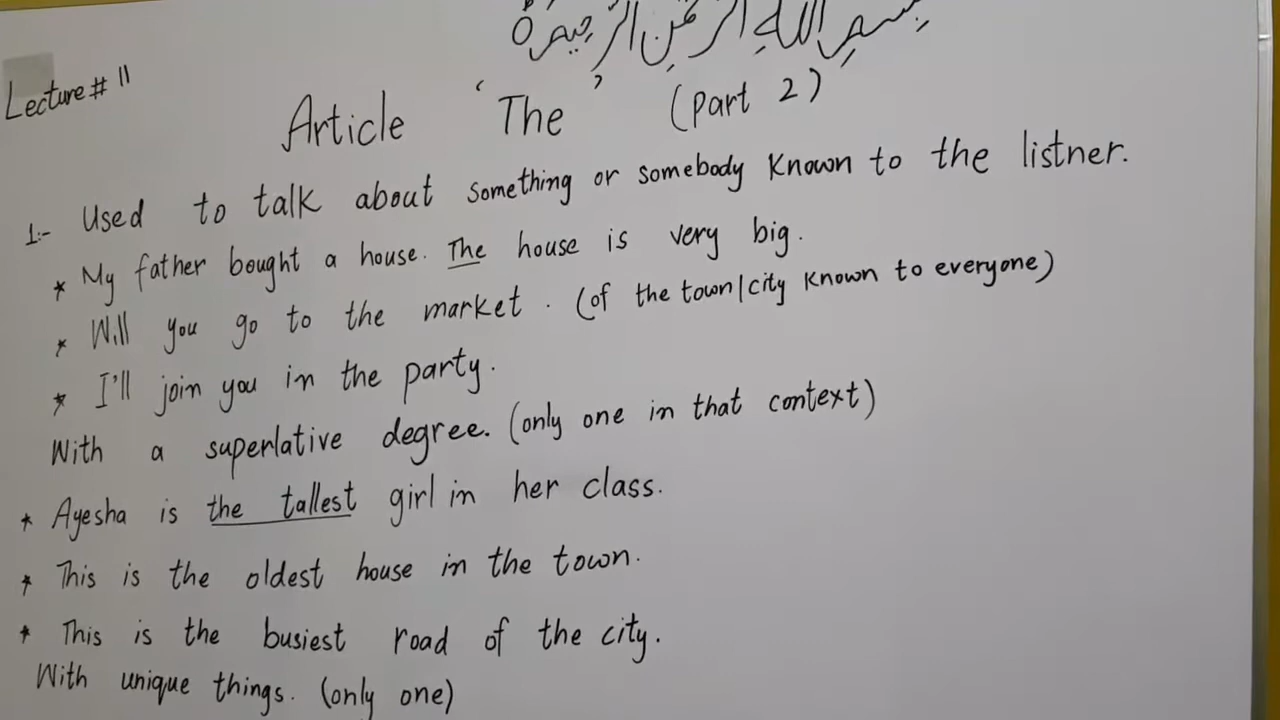 بسم الله الرحمن الرحيم ο
Lecture # 11
Article 'The' (part 2)
1:- Used to talk about something or somebody known to the listner.
* My father bought a house. The house is very big.
* Will you go to the market. (of the town/city known to everyone)
* I'll join you in the party.
With a superlative degree. (only one in that context)
* Ayesha is the tallest girl in her class.
* This is the oldest house in the town.
* This is the busiest road of the city.
With unique things. (only one)